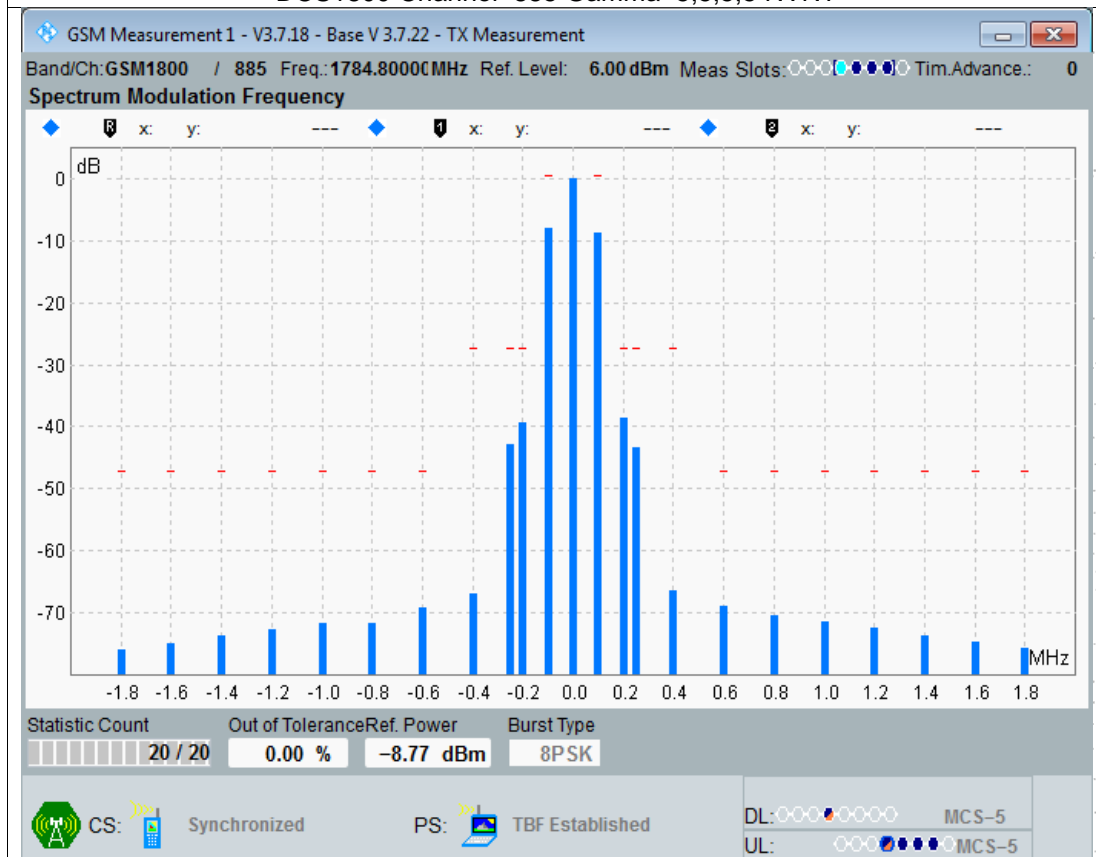 GSM Measurement 1 - V3.7.18 - Base V 3.7.22 - TX Measurement
Band/Ch:GSM1800 / 885 Freq.:1784.80000MHz Ref. Level: 6.00 dBm Meas Slots: Tim.Advance.: 0
Spectrum Modulation Frequency
R x: y: --- 1 x: y: --- 2 x: y: ---
dB
0
-10
-20
-30
-40
-50
-60
-70
MHz
-1.8 -1.6 -1.4 -1.2 -1.0 -0.8 -0.6 -0.4 -0.2 0.0 0.2 0.4 0.6 0.8 1.0 1.2 1.4 1.6 1.8
Statistic Count Out of Tolerance Ref. Power Burst Type
20 / 20 0.00 % −8.77 dBm 8PSK
CS: Synchronized PS: TBF Established
DL: MCS−5
UL: MCS−5